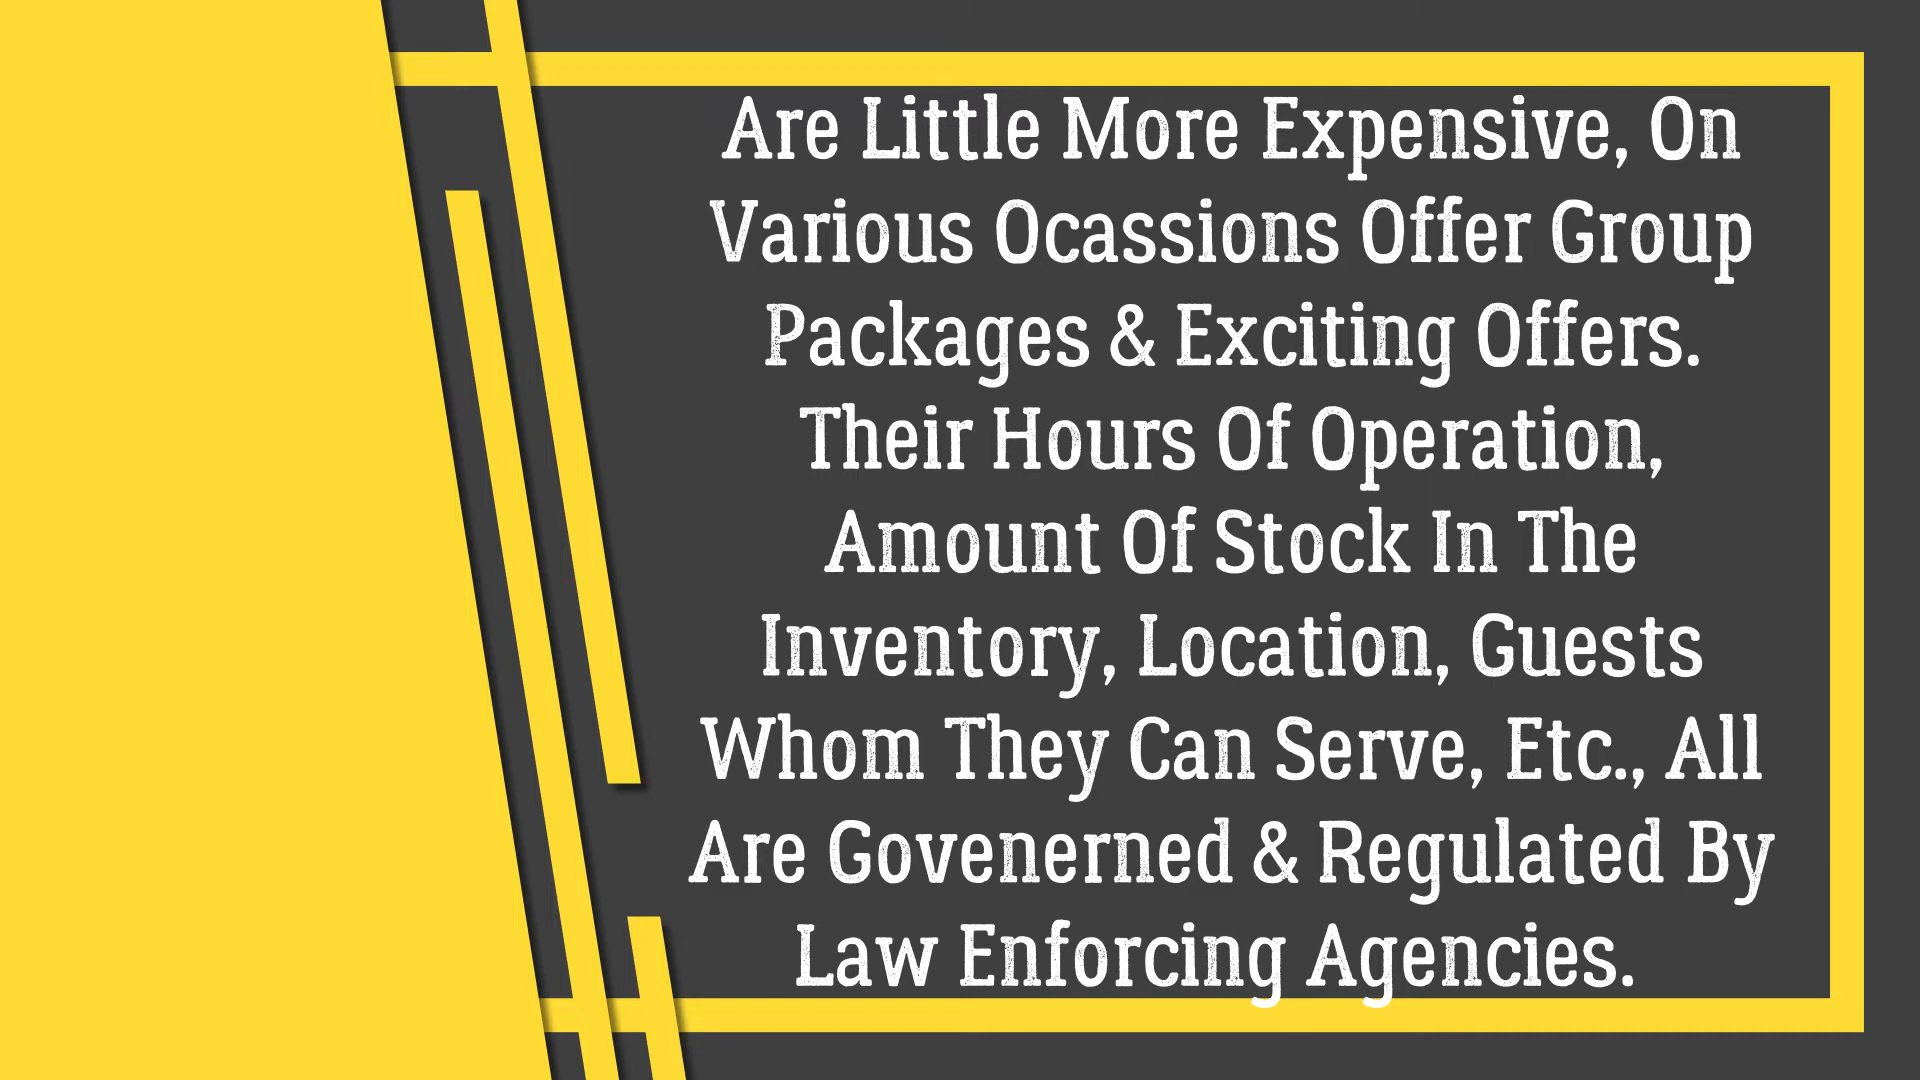 Are Little More Expensive, On
Various Ocassions Offer Group
Packages & Exciting Offers.
Their Hours Of Operation,
Amount Of Stock In The
Inventory, Location, Guests
Whom They Can Serve, Etc., All
Are Govenerned & Regulated By
Law Enforcing Agencies.